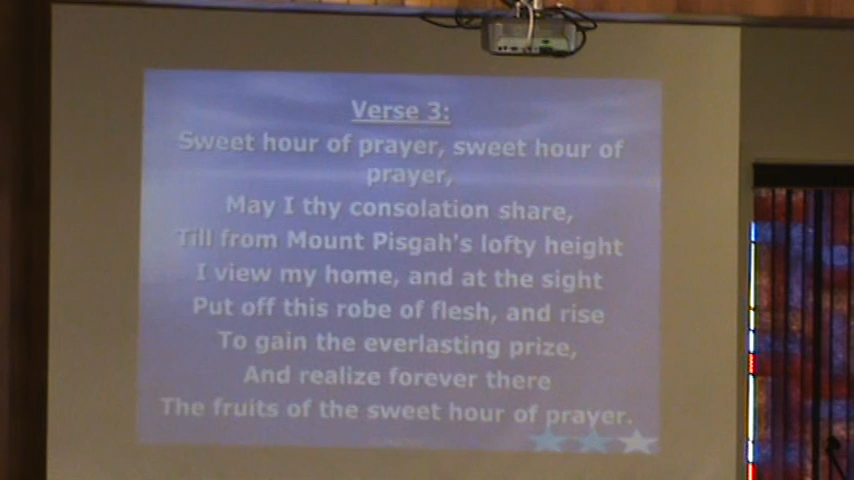 Verse 3:
Sweet hour of prayer, sweet hour of
prayer,
May I thy consolation share,
Till from Mount Pisgah's lofty height
I view my home, and at the sight
Put off this robe of flesh, and rise
To gain the everlasting prize,
And realize forever there
The fruits of the sweet hour of prayer.